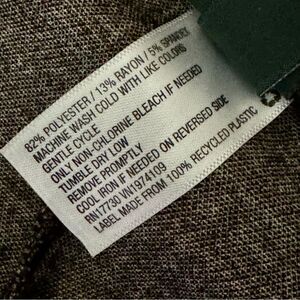 82% POLYESTER / 13% RAYON / 5% SPANDEX
MACHINE WASH COLD WITH LIKE COLORS
GENTLE CYCLE
ONLY NON-CHLORINE BLEACH IF NEEDED
TUMBLE DRY LOW
REMOVE PROMPTLY
COOL IRON IF NEEDED ON REVERSED SIDE
RN17730 VN1974109
LABEL MADE FROM 100% RECYCLED PLASTIC